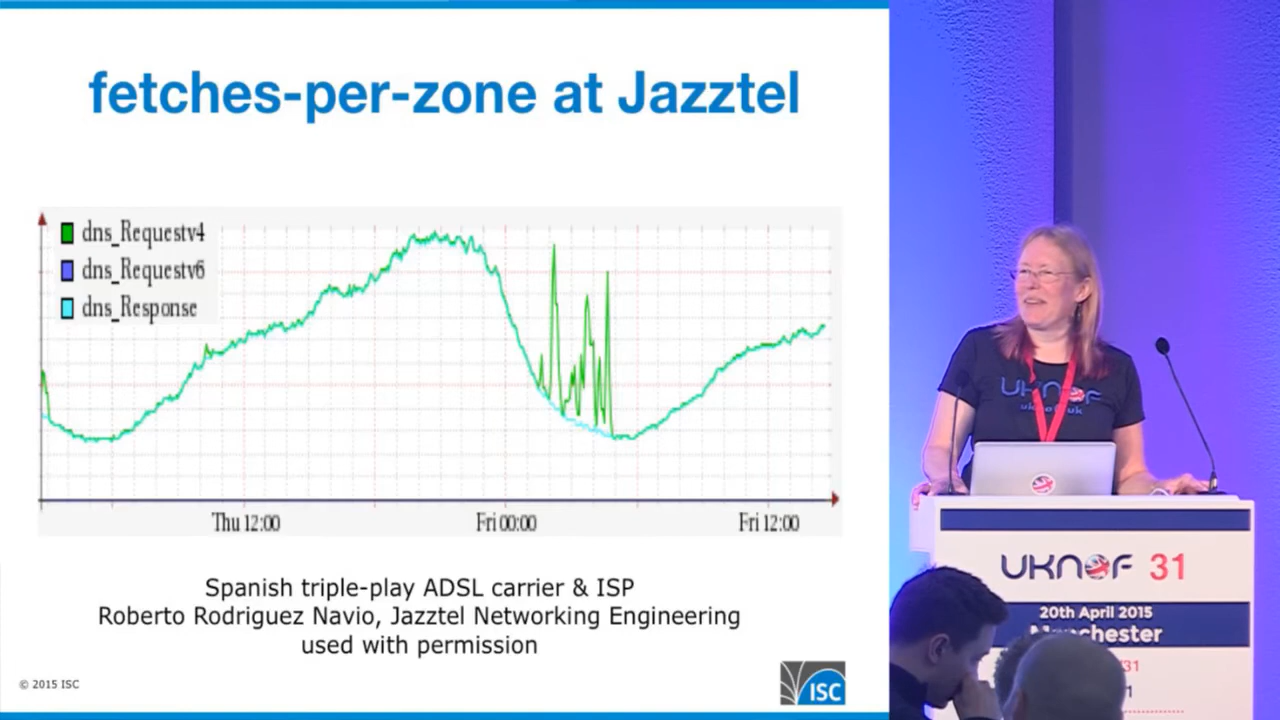 fetches-per-zone at Jazztel
dns_Requestv4
dns_Requestv6
dns_Response
Thu 12:00
Fri 00:00
Fri 12:00
Spanish triple-play ADSL carrier & ISP
Roberto Rodriguez Navio, Jazztel Networking Engineering
used with permission
© 2015 ISC
ISC
UKNOF
UKNOF 31
20th April 2015
Manchester